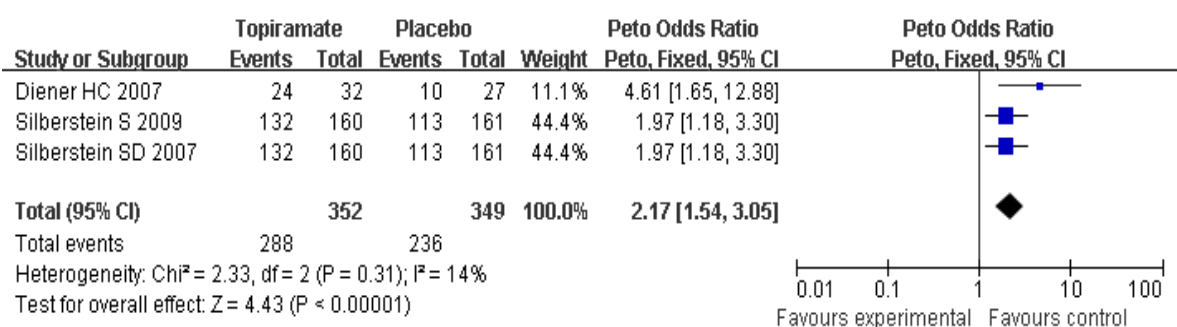 Topiramate Placebo Peto Odds Ratio Peto Odds Ratio
Study or Subgroup Events Total Events Total Weight Peto, Fixed, 95% CI Peto, Fixed, 95% CI
Diener HC 2007 24 32 10 27 11.1% 4.61 [1.65, 12.88]
Silberstein S 2009 132 160 113 161 44.4% 1.97 [1.18, 3.30]
Silberstein SD 2007 132 160 113 161 44.4% 1.97 [1.18, 3.30]
Total (95% CI) 352 349 100.0% 2.17 [1.54, 3.05]
Total events 288 236
Heterogeneity: Chi² = 2.33, df = 2 (P = 0.31); I² = 14%
Test for overall effect: Z = 4.43 (P < 0.00001)
0.01 0.1 1 10 100
Favours experimental Favours control